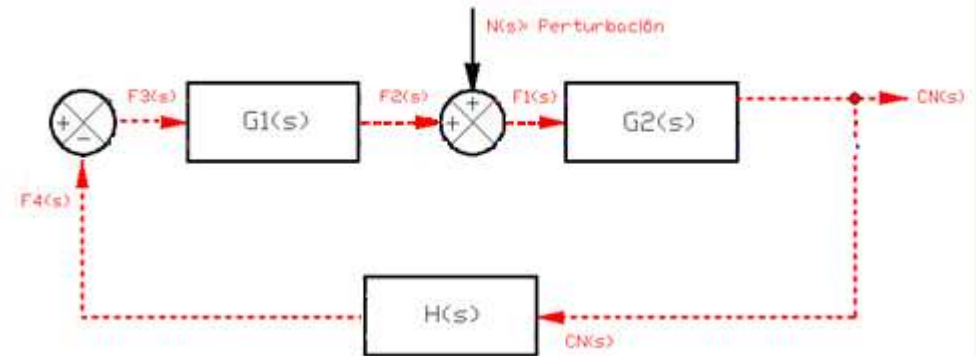 N(s)= Perturbación
F3(s)
G1(s)
F2(s)
F1(s)
G2(s)
CN(s)
+
-
+
+
F4(s)
H(s)
CN(s)